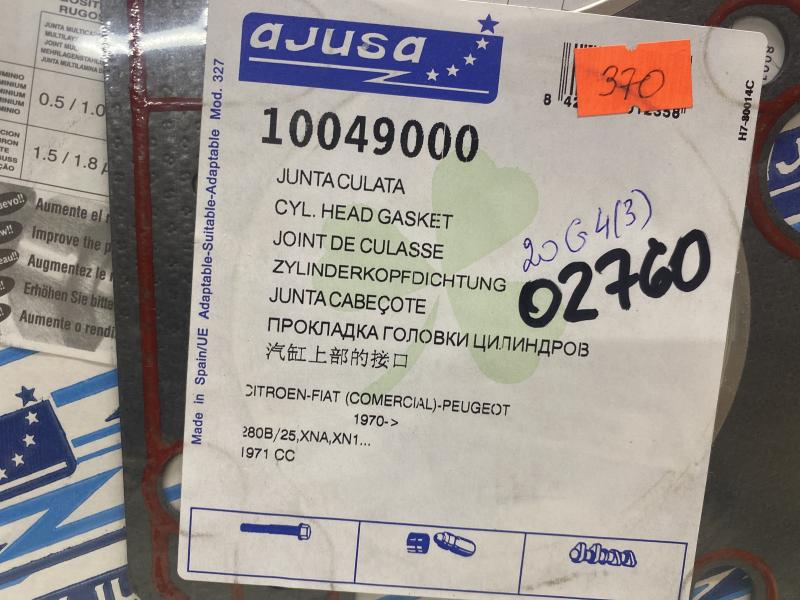 ajusa
370
10049000
H7-80014C
JUNTA CULATA
CYL. HEAD GASKET
JOINT DE CULASSE
ZYLINDERKOPFDICHTUNG
JUNTA CABEÇOTE
ПРОКЛАДКА ГОЛОВКИ ЦИЛИНДРОВ
汽缸上部的接口
20 G 4(3)
02760
CITROEN-FIAT (COMERCIAL)-PEUGEOT
1970->
280B/25,XNA,XN1...
1971 CC
Made in Spain/UE Adaptable-Suitable-Adaptable Mod. 327
0.5 / 1.0
1.5 / 1.8
Aumente el
Improve the
Augmentez le
Erhöhen Sie bitte
Aumente o